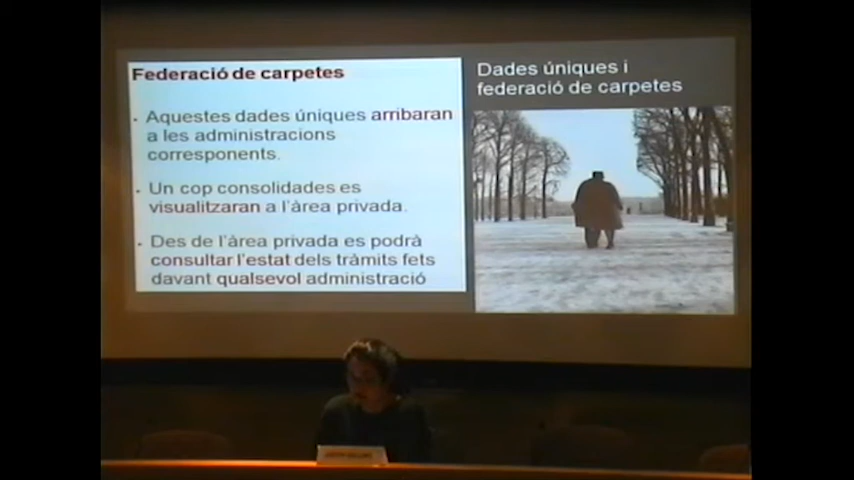 Federació de carpetes
Aquestes dades úniques arribaran
a les administracions
corresponents.
Un cop consolidades es
visualitzaran a l'àrea privada.
Des de l'àrea privada es podrà
consultar l'estat dels tràmits fets
davant qualsevol administració
Dades úniques i
federació de carpetes